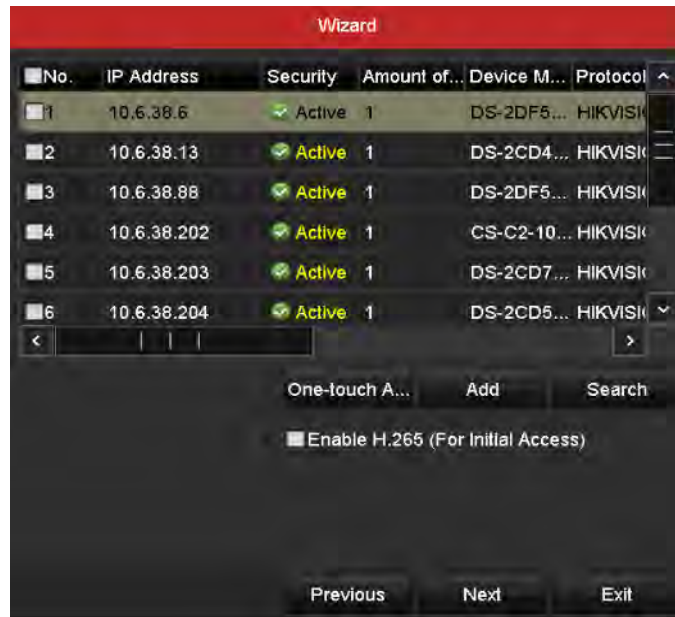 Wizard
No. IP Address Security Amount of... Device M... Protocol
1 10.6.38.6 Active 1 DS-2DF5... HIKVISI
2 10.6.38.13 Active 1 DS-2CD4... HIKVISI
3 10.6.38.88 Active 1 DS-2DF5... HIKVISI
4 10.6.38.202 Active 1 CS-C2-10... HIKVISI
5 10.6.38.203 Active 1 DS-2CD7... HIKVISI
6 10.6.38.204 Active 1 DS-2CD5... HIKVISI
One-touch A... Add Search
Enable H.265 (For Initial Access)
Previous Next Exit